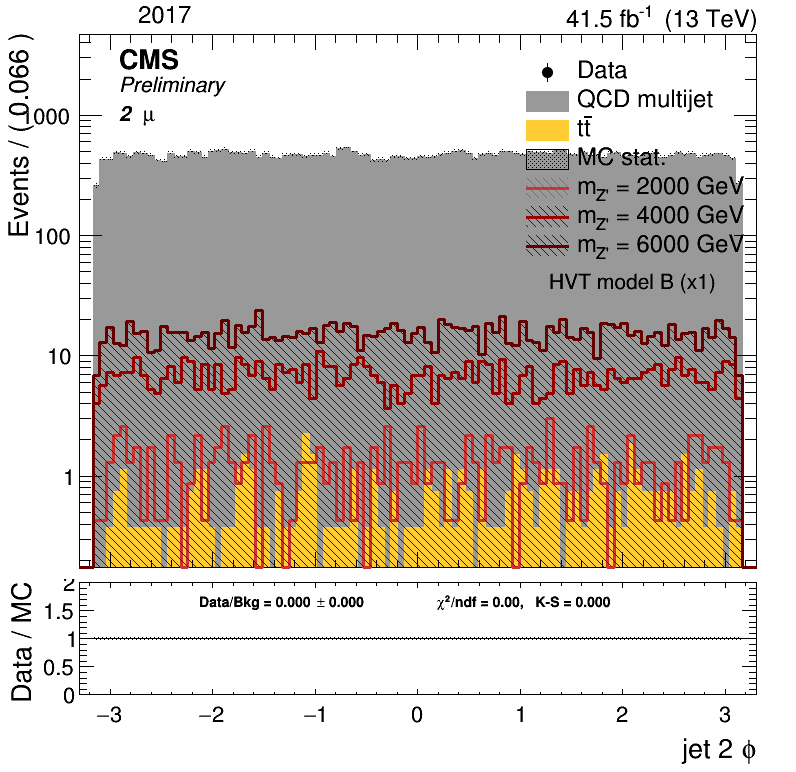 2017
41.5 fb⁻¹ (13 TeV)
CMS
Preliminary
2 μ
Data
QCD multijet
tt̄
MC stat.
m_Z' = 2000 GeV
m_Z' = 4000 GeV
m_Z' = 6000 GeV
HVT model B (x1)
Events / ( 0.066 )
1000
100
10
1
Data/Bkg = 0.000 ± 0.000
χ²/ndf = 0.00, K-S = 0.000
Data / MC
2
1.5
1
0.5
0
−3 −2 −1 0 1 2 3
jet 2 ϕ